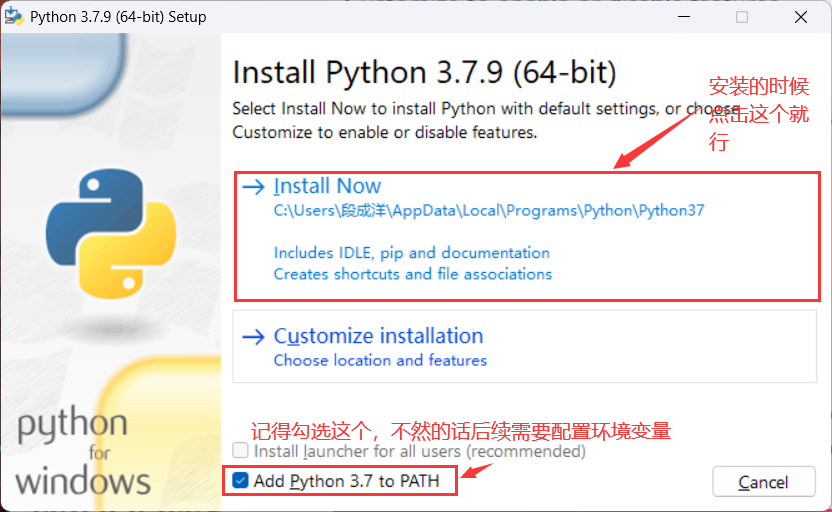 Python 3.7.9 (64-bit) Setup
Install Python 3.7.9 (64-bit)
Select Install Now to install Python with default settings, or choose
Customize to enable or disable features.
安装的时候
点击这个就
行
Install Now
C:\Users\段成洋\AppData\Local\Programs\Python\Python37
Includes IDLE, pip and documentation
Creates shortcuts and file associations
Customize installation
Choose location and features
记得勾选这个，不然的话后续需要配置环境变量
Install launcher for all users (recommended)
Add Python 3.7 to PATH
Cancel
python
for
windows